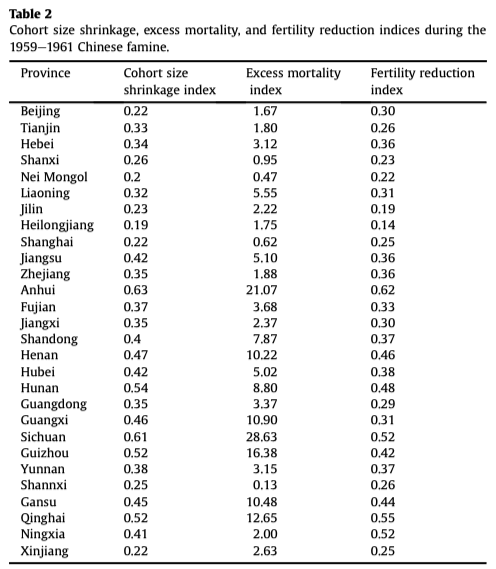 Table 2
Cohort size shrinkage, excess mortality, and fertility reduction indices during the
1959–1961 Chinese famine.
Province Cohort size shrinkage index Excess mortality index Fertility reduction index
Beijing 0.22 1.67 0.30
Tianjin 0.33 1.80 0.26
Hebei 0.34 3.12 0.36
Shanxi 0.26 0.95 0.23
Nei Mongol 0.2 0.47 0.22
Liaoning 0.32 5.55 0.31
Jilin 0.23 2.22 0.19
Heilongjiang 0.19 1.75 0.14
Shanghai 0.22 0.62 0.25
Jiangsu 0.42 5.10 0.36
Zhejiang 0.35 1.88 0.36
Anhui 0.63 21.07 0.62
Fujian 0.37 3.68 0.33
Jiangxi 0.35 2.37 0.30
Shandong 0.4 7.87 0.37
Henan 0.47 10.22 0.46
Hubei 0.42 5.02 0.38
Hunan 0.54 8.80 0.48
Guangdong 0.35 3.37 0.29
Guangxi 0.46 10.90 0.31
Sichuan 0.61 28.63 0.52
Guizhou 0.52 16.38 0.42
Yunnan 0.38 3.15 0.37
Shannxi 0.25 0.13 0.26
Gansu 0.45 10.48 0.44
Qinghai 0.52 12.65 0.55
Ningxia 0.41 2.00 0.52
Xinjiang 0.22 2.63 0.25